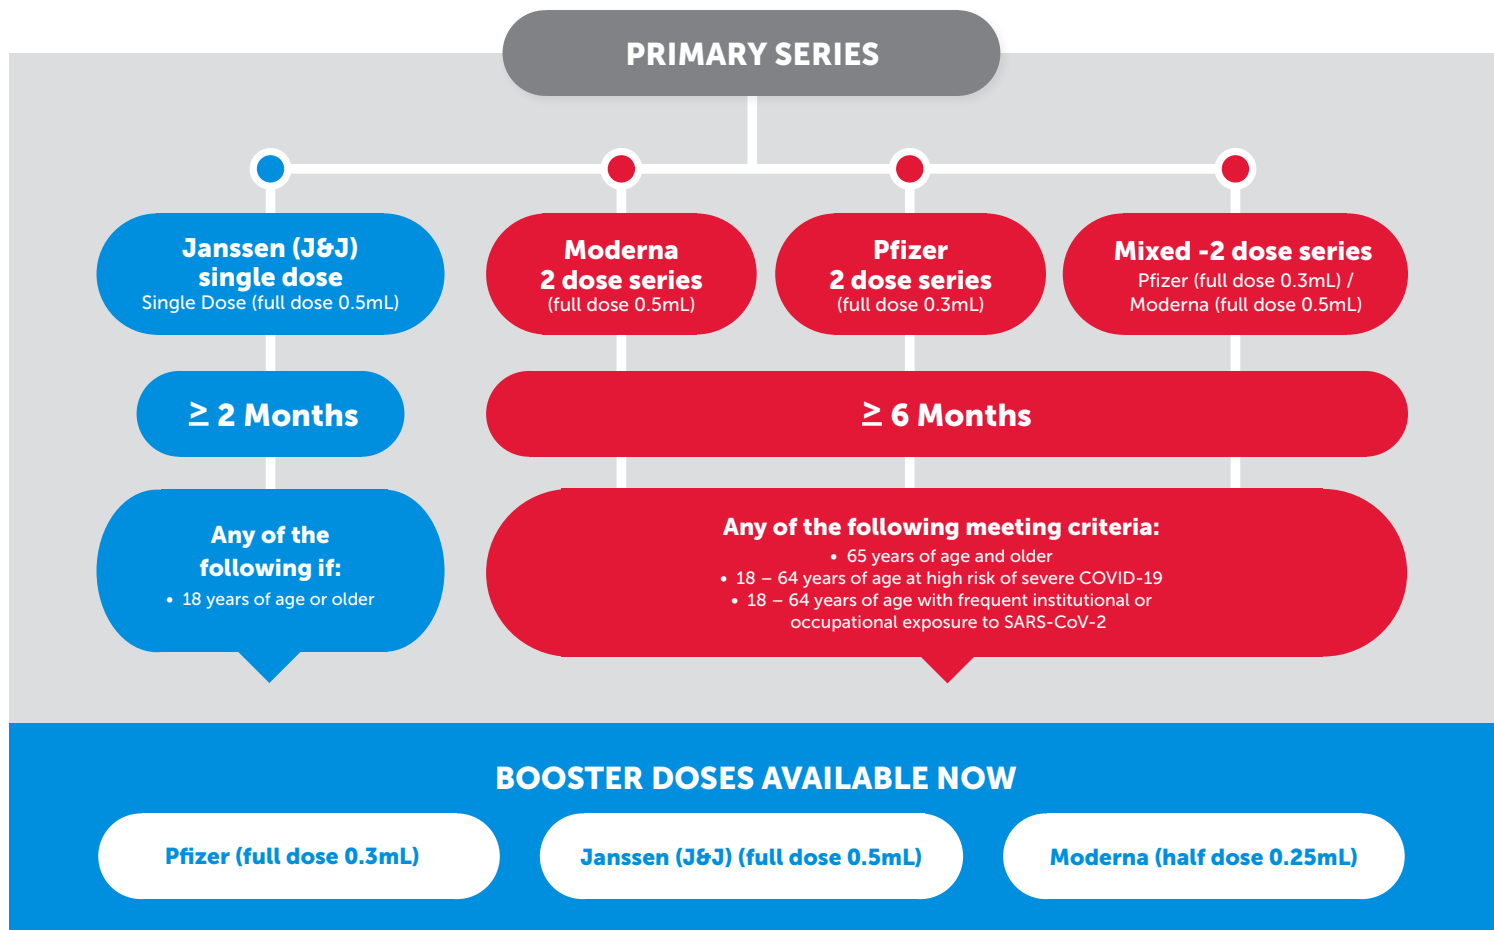 PRIMARY SERIES
Janssen (J&J)
single dose
Single Dose (full dose 0.5mL)
Moderna
2 dose series
(full dose 0.5mL)
Pfizer
2 dose series
(full dose 0.3mL)
Mixed -2 dose series
Pfizer (full dose 0.3mL) /
Moderna (full dose 0.5mL)
≥ 2 Months
≥ 6 Months
Any of the
following if:
• 18 years of age or older
Any of the following meeting criteria:
• 65 years of age and older
• 18 – 64 years of age at high risk of severe COVID-19
• 18 – 64 years of age with frequent institutional or
occupational exposure to SARS-CoV-2
BOOSTER DOSES AVAILABLE NOW
Pfizer (full dose 0.3mL)
Janssen (J&J) (full dose 0.5mL)
Moderna (half dose 0.25mL)